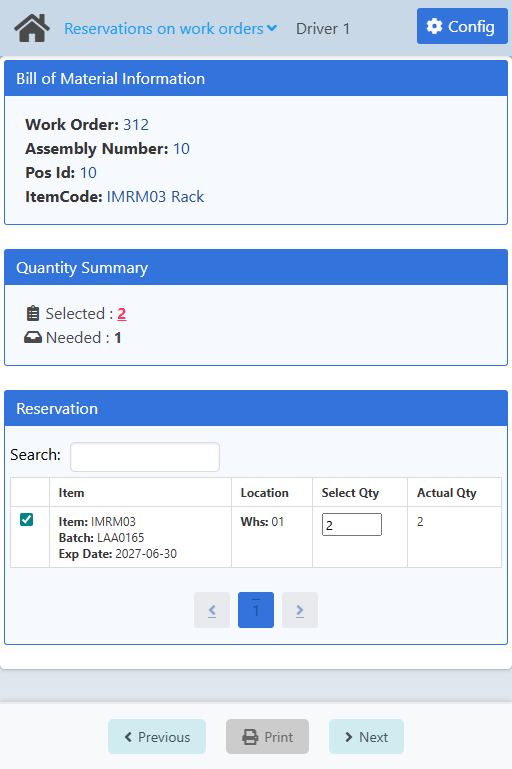 Reservations on work orders Driver 1 Config
Bill of Material Information
Work Order: 312
Assembly Number: 10
Pos Id: 10
ItemCode: IMRM03 Rack
Quantity Summary
Selected : 2
Needed : 1
Reservation
Search:
Item Location Select Qty Actual Qty
Item: IMRM03 Whs: 01 2 2
Batch: LAA0165
Exp Date: 2027-06-30
< 1 >
Previous Print Next